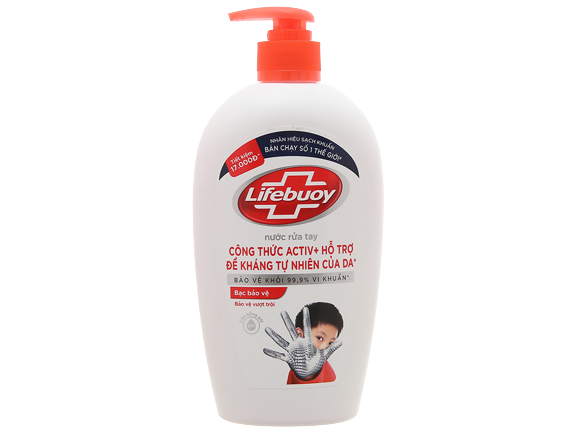 NHÃN HIỆU SẠCH KHUẨN
BÁN CHẠY SỐ 1 THẾ GIỚI*
Tiết kiệm
17.000Đ*
Lifebuoy
nước rửa tay
CÔNG THỨC ACTIV+ HỖ TRỢ
ĐỀ KHÁNG TỰ NHIÊN CỦA DA*
BẢO VỆ KHỎI 99,9% VI KHUẨN*
Bạc bảo vệ
Bảo vệ vượt trội